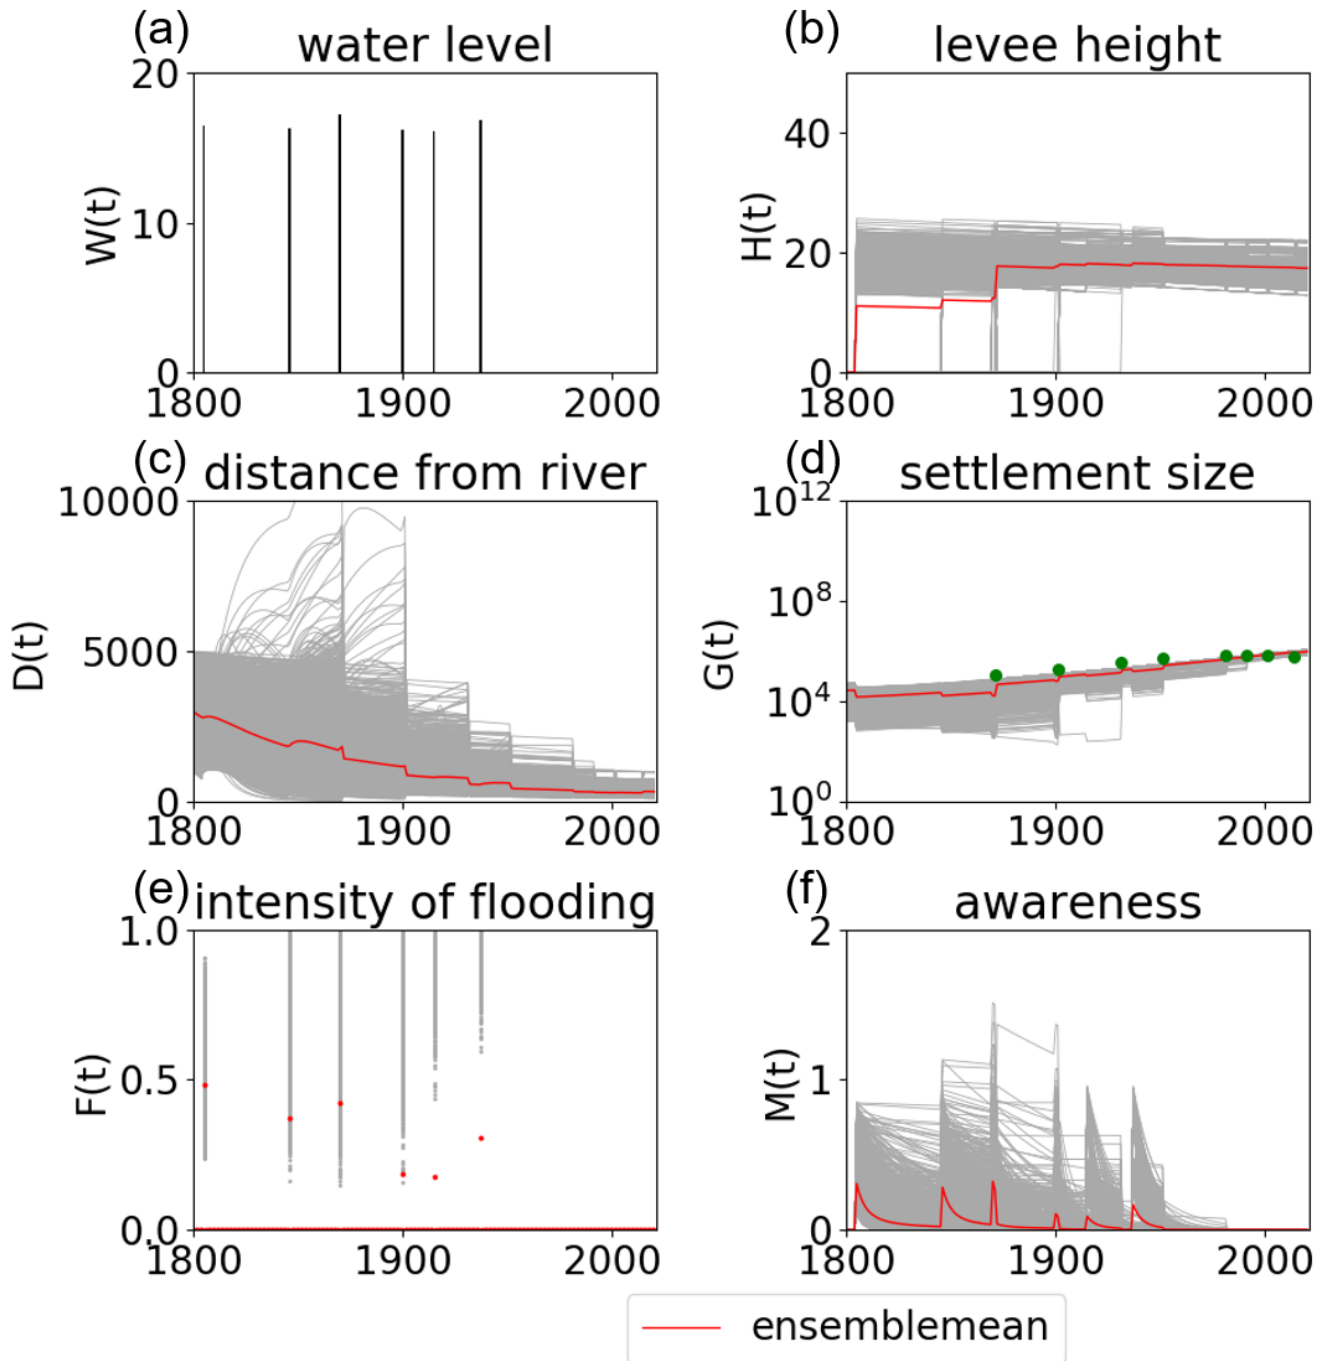 (a) water level
20
10
0
W(t)
1800 1900 2000
(b) levee height
40
20
0
H(t)
1800 1900 2000
(c) distance from river
10000
5000
0
D(t)
1800 1900 2000
(d) settlement size
10^12
10^8
10^4
10^0
G(t)
1800 1900 2000
(e) intensity of flooding
1.0
0.5
0.0
F(t)
1800 1900 2000
(f) awareness
2
1
0
M(t)
1800 1900 2000
ensemblemean